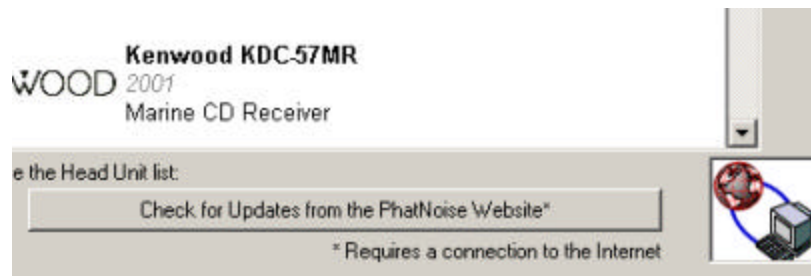 Kenwood KDC-57MR
WOOD 2001
Marine CD Receiver
e the Head Unit list:
Check for Updates from the PhatNoise Website*
* Requires a connection to the Internet